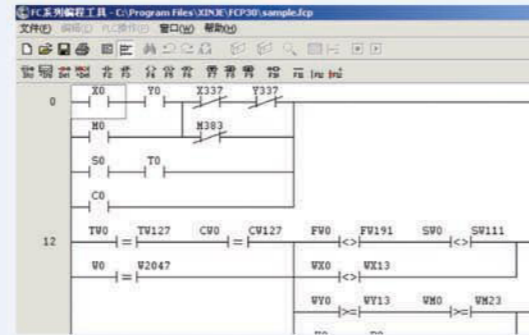 FC系列编程工具 - C:\Program Files\XINJE\FCP30\sample.fcp
文件(F) 编辑(E) PLC操作(P) 窗口(W) 帮助(H)
X0 Y0 X337 Y337
0
M0 M383
S0 T0
C0
TW0 TW127 CW0 CW127 FW0 FW191 SW0 SW111
12 = = <> <>
W0 W2047 WX0 WX13
= <>
WY0 WY13 WM0 WM23
>= >=